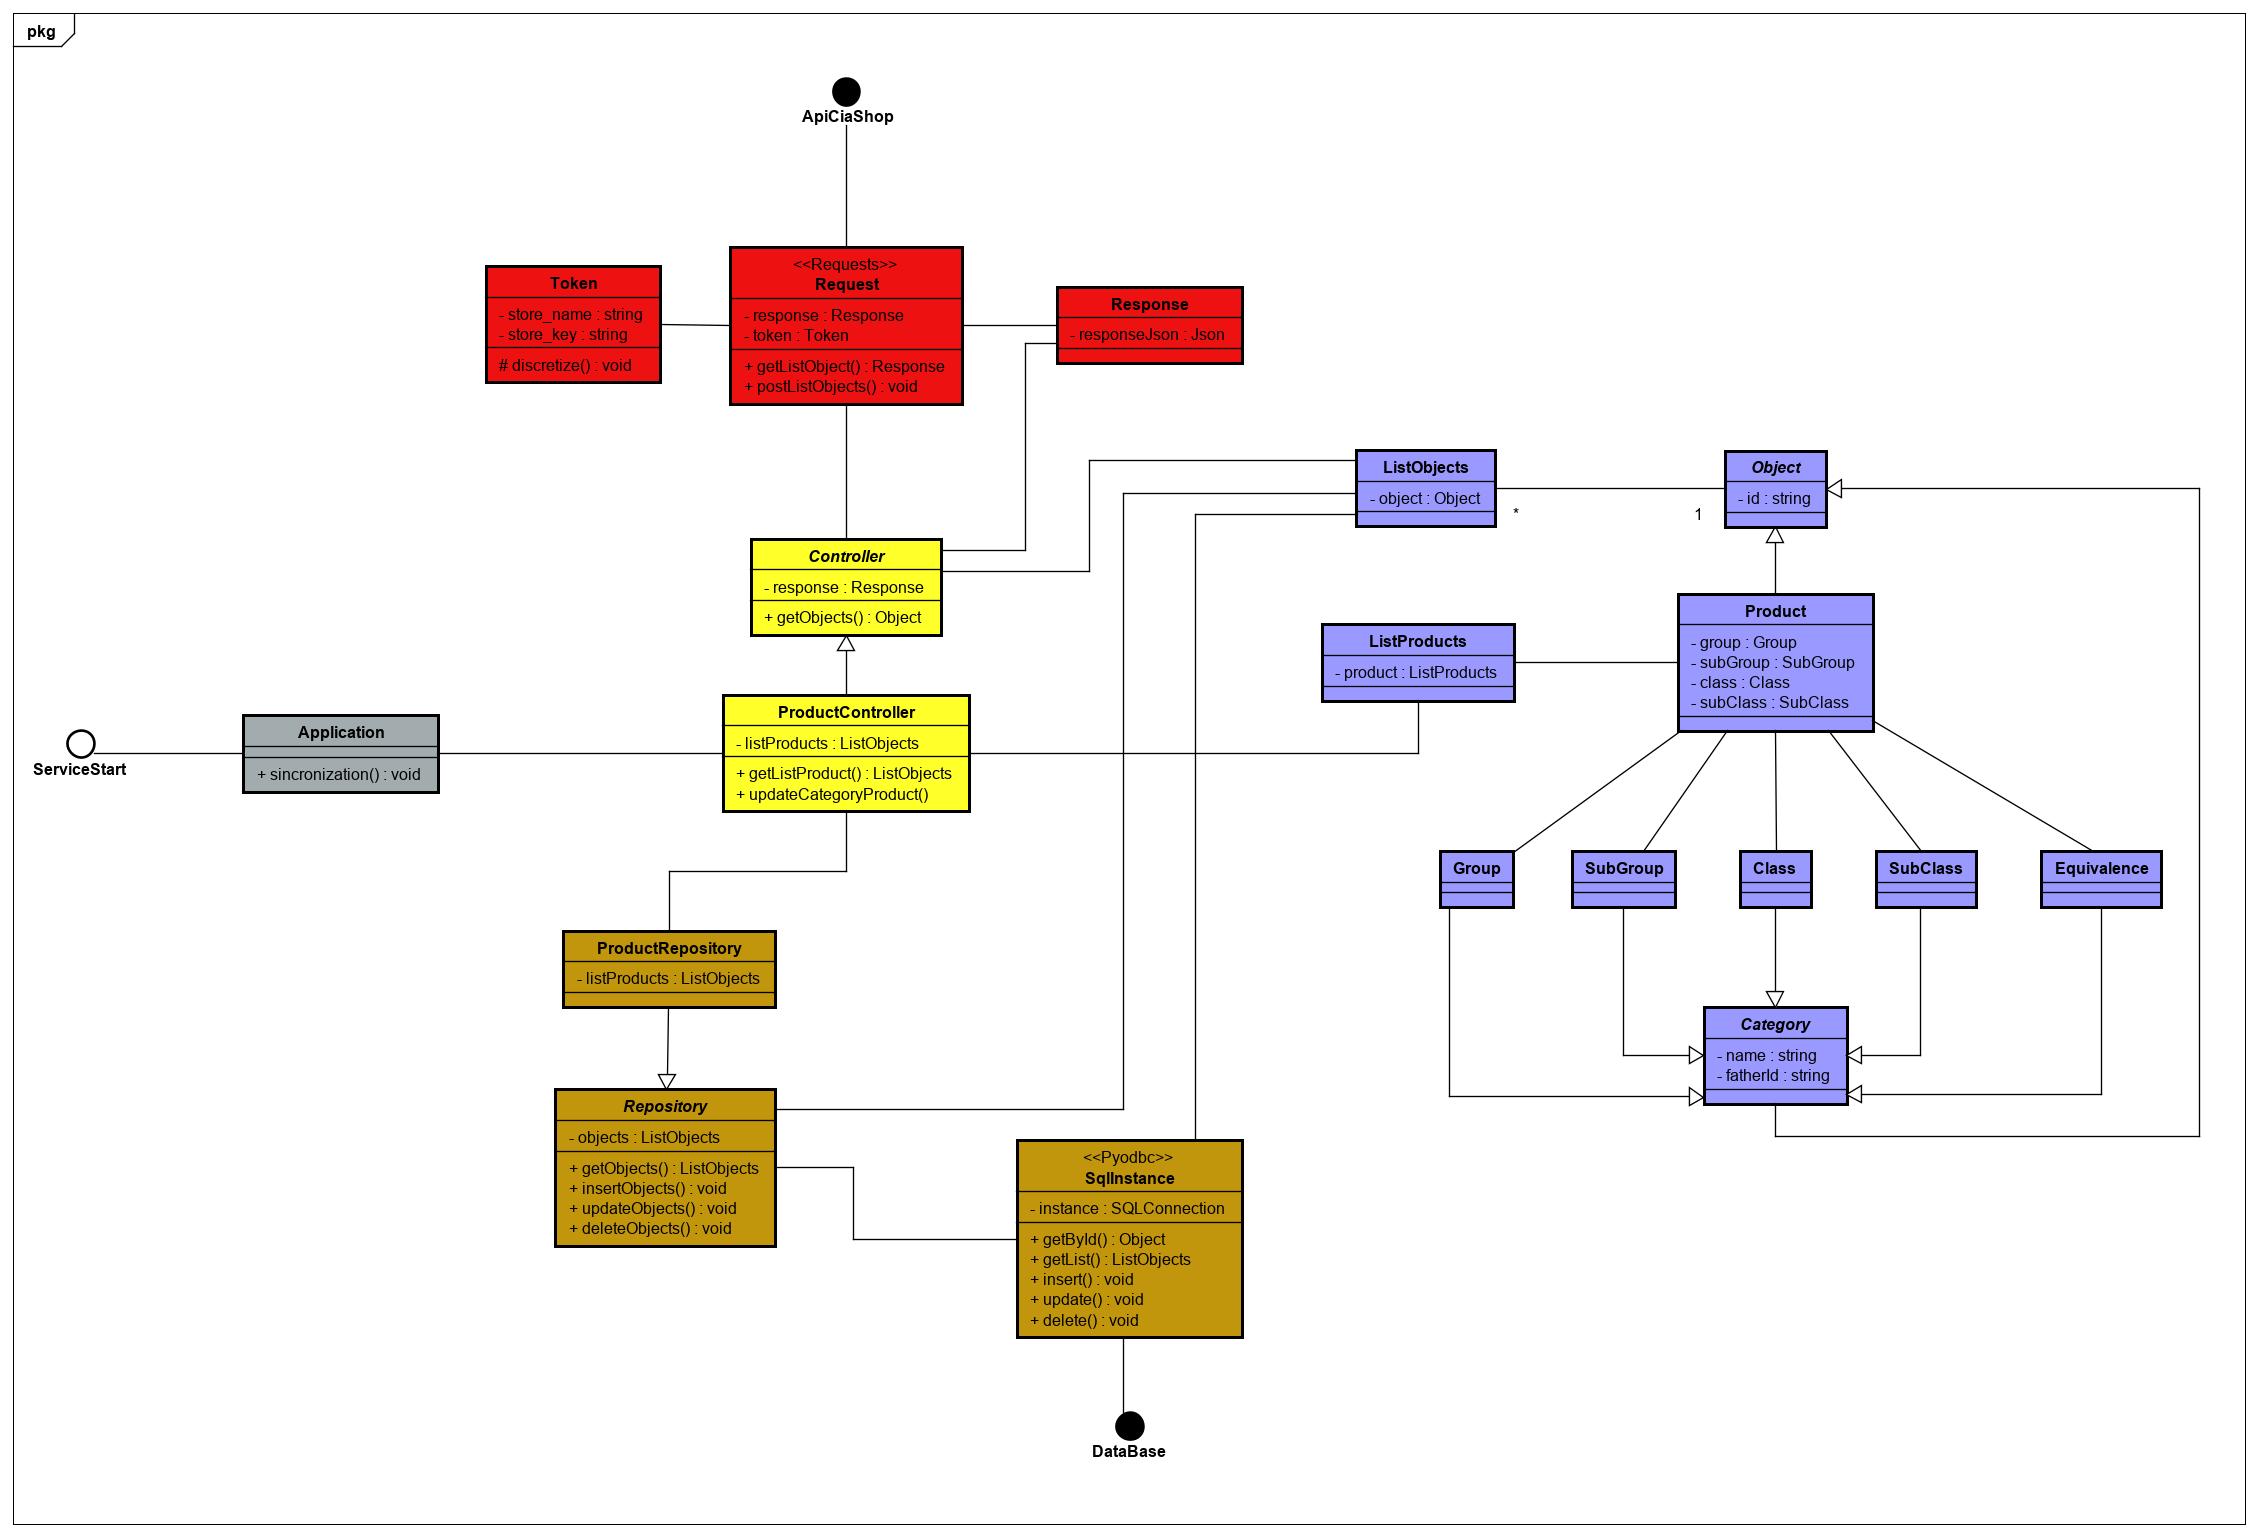 pkg
ApiCiaShop
<<Requests>>
Request
- response : Response
- token : Token
+ getListObject() : Response
+ postListObjects() : void
Token
- store_name : string
- store_key : string
# discretize() : void
Response
- responseJson : Json
ListObjects
- object : Object
*
1
Object
- id : string
Controller
- response : Response
+ getObjects() : Object
Product
- group : Group
- subGroup : SubGroup
- class : Class
- subClass : SubClass
ListProducts
- product : ListProducts
ProductController
- listProducts : ListObjects
+ getListProduct() : ListObjects
+ updateCategoryProduct()
Application
+ sincronization() : void
ServiceStart
Group
SubGroup
Class
SubClass
Equivalence
ProductRepository
- listProducts : ListObjects
Category
- name : string
- fatherId : string
Repository
- objects : ListObjects
+ getObjects() : ListObjects
+ insertObjects() : void
+ updateObjects() : void
+ deleteObjects() : void
<<Pyodbc>>
SqlInstance
- instance : SQLConnection
+ getById() : Object
+ getList() : ListObjects
+ insert() : void
+ update() : void
+ delete() : void
DataBase